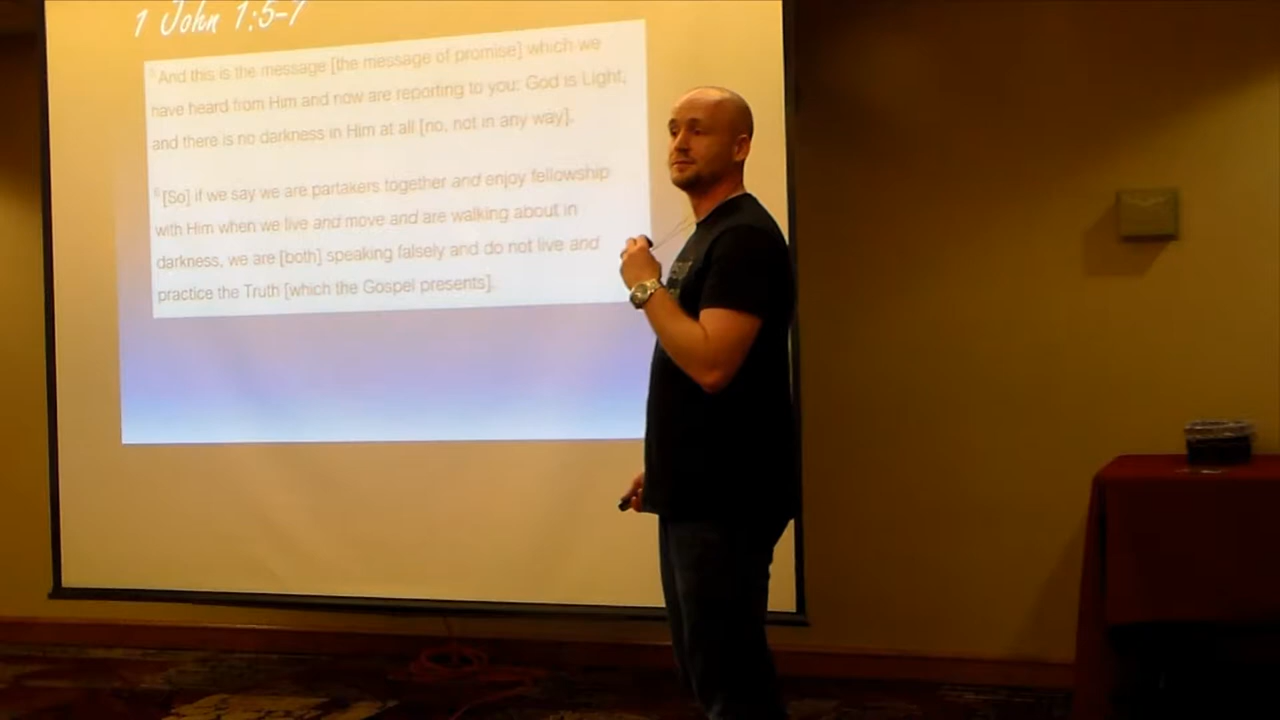 1 John 1:5-7
5 And this is the message [the message of promise] which we
have heard from Him and now are reporting to you: God is Light,
and there is no darkness in Him at all [no, not in any way].
6 [So] if we say we are partakers together and enjoy fellowship
with Him when we live and move and are walking about in
darkness, we are [both] speaking falsely and do not live and
practice the Truth [which the Gospel presents].